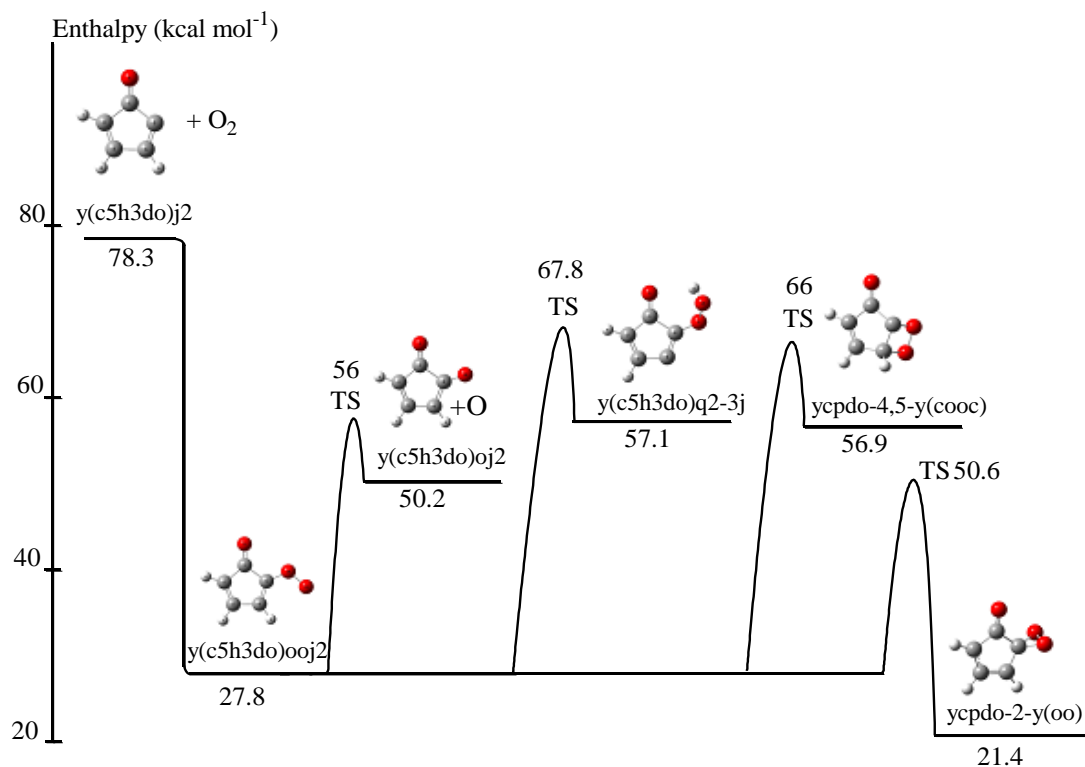 Enthalpy (kcal mol-1)
+ O2
y(c5h3do)j2
80
78.3
67.8
TS
66
TS
56
TS
+O
y(c5h3do)oj2
50.2
60
y(c5h3do)q2-3j
57.1
ycpdo-4,5-y(cooc)
56.9
TS 50.6
40
y(c5h3do)ooj2
27.8
ycpdo-2-y(oo)
21.4
20